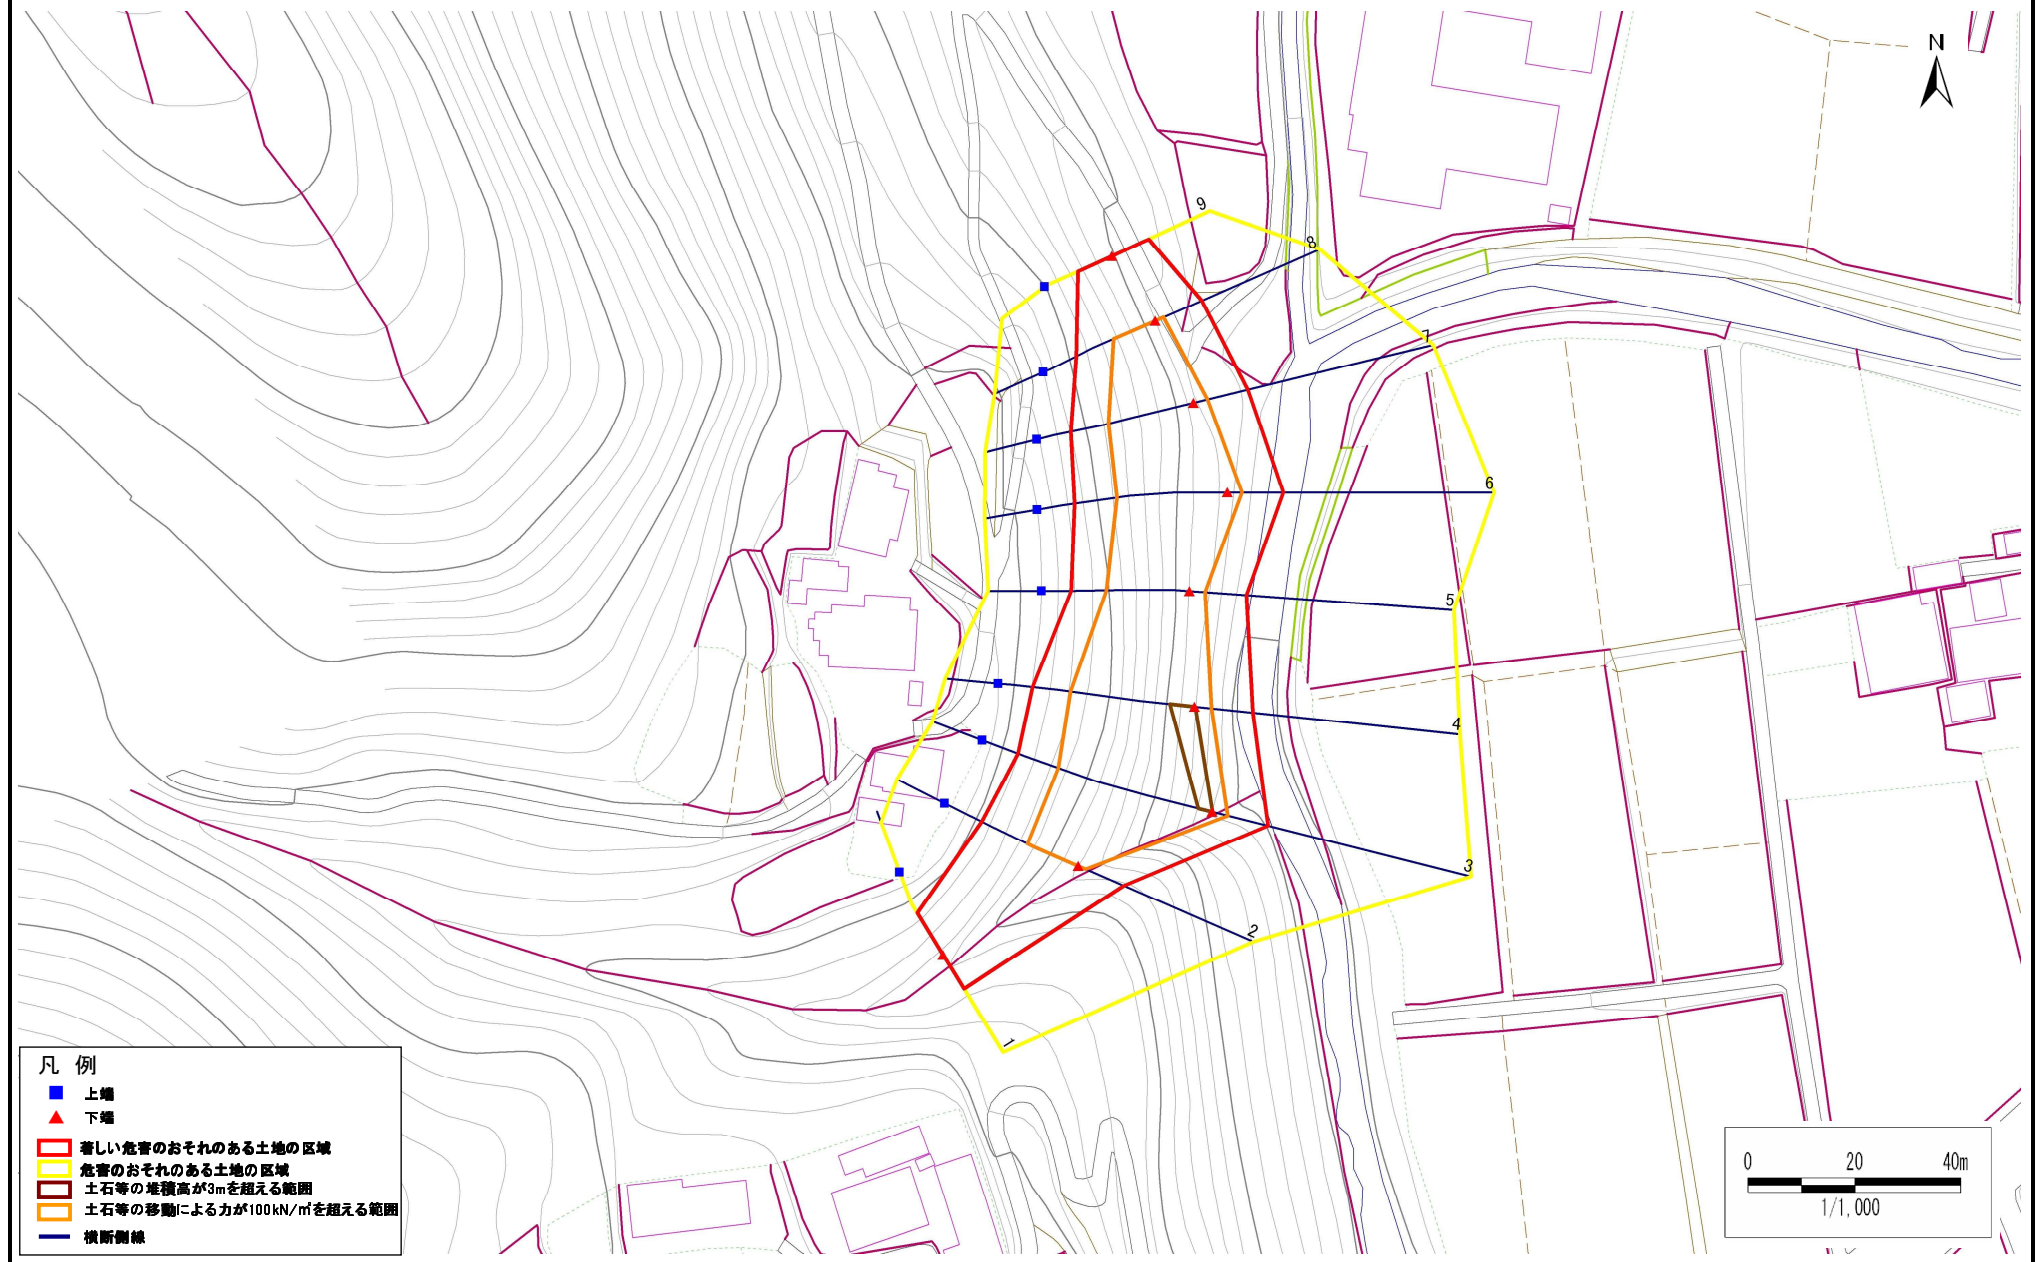 N
9
8
7
6
5
4
3
2
1
凡 例
上端
下端
著しい危害のおそれのある土地の区域
危害のおそれのある土地の区域
土石等の堆積高が3mを超える範囲
土石等の移動による力が100kN/㎡を超える範囲
横断側線
0 20 40m
1/1,000